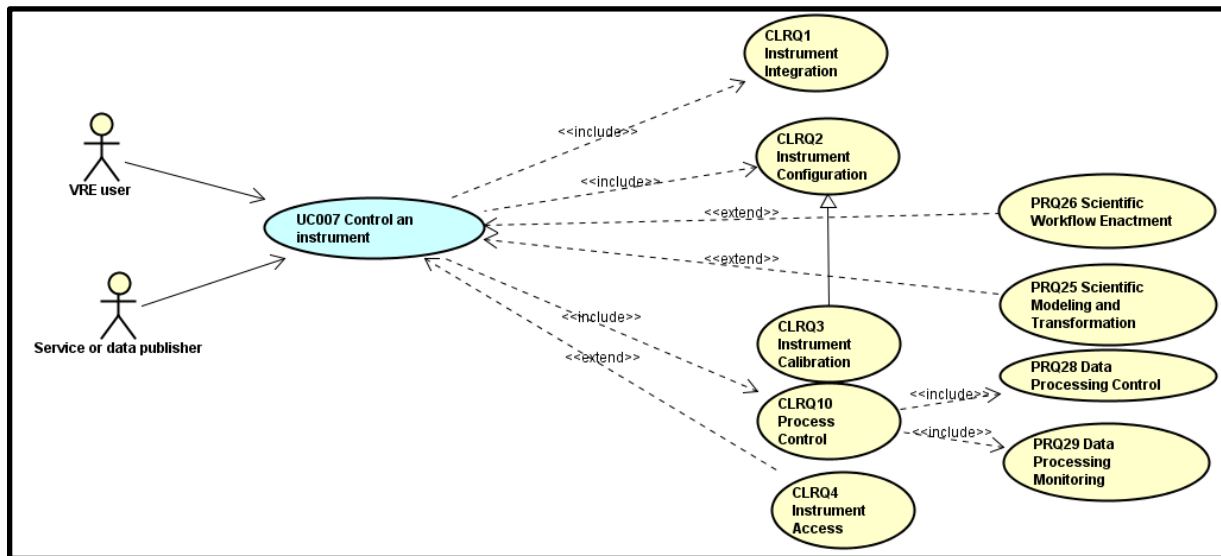 CLRQ1
Instrument
Integration
<<include>>
CLRQ2
Instrument
Configuration
<<include>>
VRE user
PRQ26 Scientific
Workflow Enactment
<<extend>>
UC007 Control an
instrument
<<extend>>
PRQ25 Scientific
Modeling and
Transformation
<<include>>
CLRQ3
Instrument
Calibration
Service or data publisher
<<extend>>
PRQ28 Data
Processing Control
<<include>>
CLRQ10
Process
Control
<<include>>
PRQ29 Data
Processing
Monitoring
CLRQ4
Instrument
Access